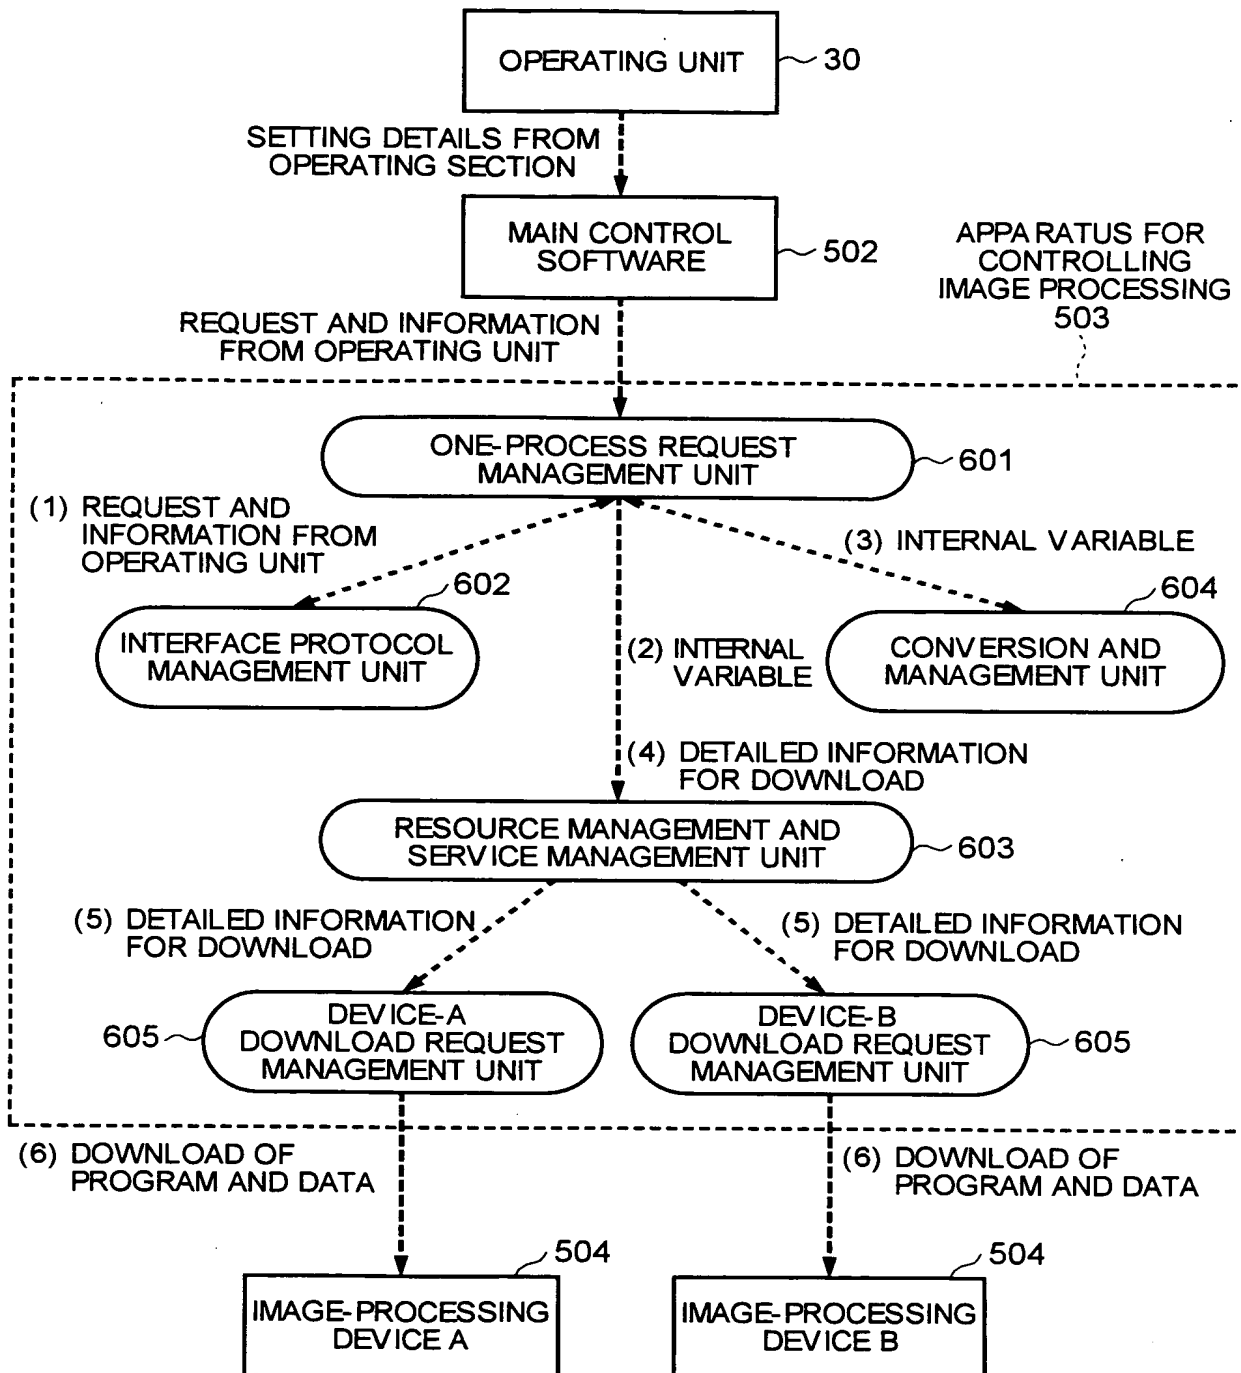 OPERATING UNIT
30
SETTING DETAILS FROM
OPERATING SECTION
MAIN CONTROL
SOFTWARE
502
APPARATUS FOR
CONTROLLING
IMAGE PROCESSING
503
REQUEST AND INFORMATION
FROM OPERATING UNIT
ONE-PROCESS REQUEST
MANAGEMENT UNIT
601
(1) REQUEST AND
INFORMATION FROM
OPERATING UNIT
(3) INTERNAL VARIABLE
602
604
INTERFACE PROTOCOL
MANAGEMENT UNIT
(2) INTERNAL
VARIABLE
CONVERSION AND
MANAGEMENT UNIT
(4) DETAILED INFORMATION
FOR DOWNLOAD
RESOURCE MANAGEMENT AND
SERVICE MANAGEMENT UNIT
603
(5) DETAILED INFORMATION
FOR DOWNLOAD
(5) DETAILED INFORMATION
FOR DOWNLOAD
605
DEVICE-A
DOWNLOAD REQUEST
MANAGEMENT UNIT
DEVICE-B
DOWNLOAD REQUEST
MANAGEMENT UNIT
605
(6) DOWNLOAD OF
PROGRAM AND DATA
(6) DOWNLOAD OF
PROGRAM AND DATA
504
504
IMAGE-PROCESSING
DEVICE A
IMAGE-PROCESSING
DEVICE B